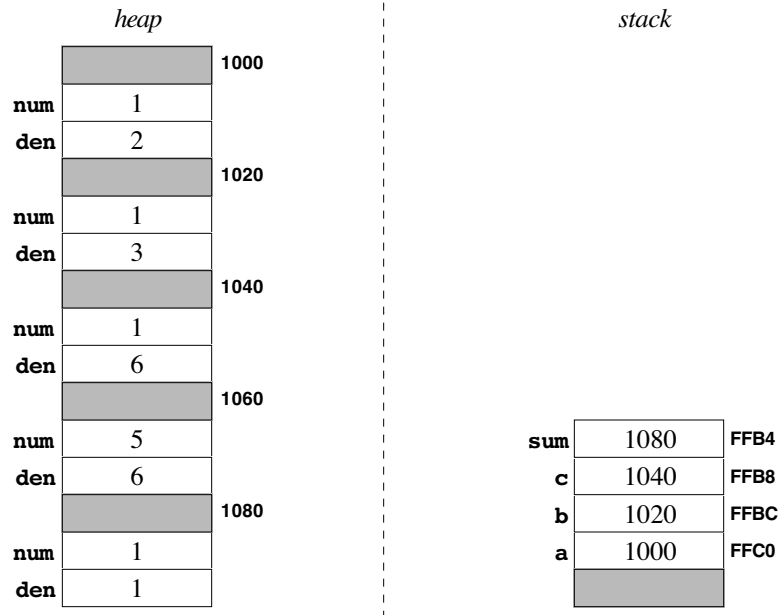 heap
stack
1000
num 1
den 2
1020
num 1
den 3
1040
num 1
den 6
1060
num 5
den 6
1080
num 1
den 1
sum 1080 FFB4
c 1040 FFB8
b 1020 FFBC
a 1000 FFC0